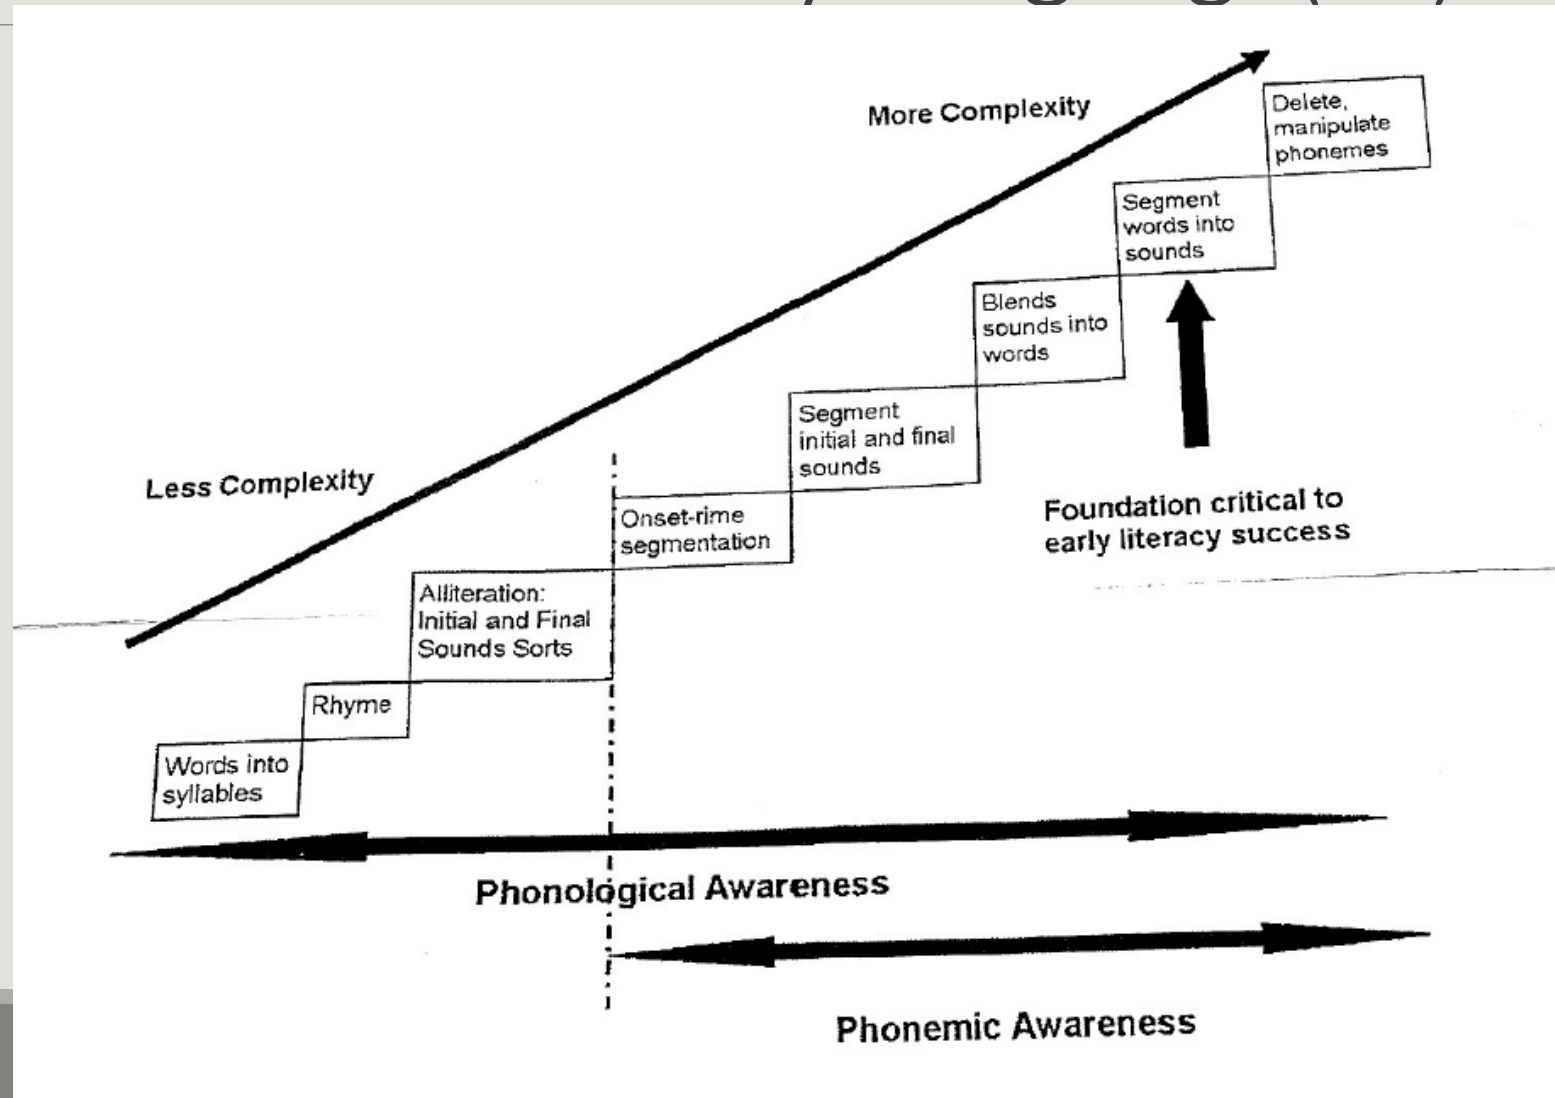 More Complexity
Delete,
manipulate
phonemes
Segment
words into
sounds
Blends
sounds into
words
Segment
initial and final
sounds
Less Complexity
Onset-rime
segmentation
Foundation critical to
early literacy success
Alliteration:
Initial and Final
Sounds Sorts
Rhyme
Words into
syllables
Phonological Awareness
Phonemic Awareness